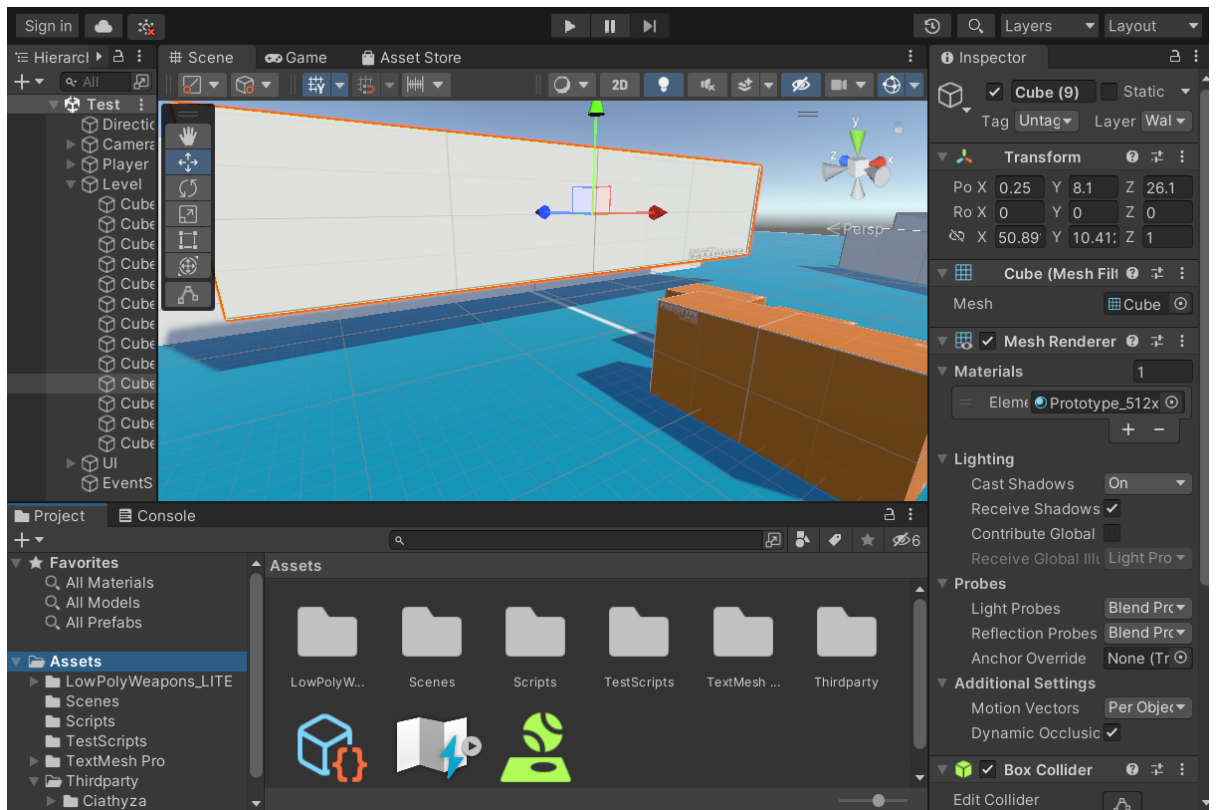 Sign in
Layers
Layout
Hierarcl
Scene
Game
Asset Store
Inspector
All
2D
Test
Directic
Camera
Player
Level
Cube
Cube
Cube
Cube
Cube
Cube
Cube
Cube
Cube
Cube
Cube
Cube
Cube
UI
EventS
y
z
x
Persp
PROTOTYPE
Cube (9)
Static
Tag Untag
Layer Wal
Transform
Po X 0.25 Y 8.1 Z 26.1
Ro X 0 Y 0 Z 0
X 50.89 Y 10.41 Z 1
Cube (Mesh Filt
Mesh
Cube
Mesh Renderer
Materials
1
Eleme
Prototype_512x
+ -
Lighting
Cast Shadows
On
Receive Shadows
Contribute Global
Receive Global Illu
Light Pro
Probes
Light Probes
Blend Pro
Reflection Probes
Blend Pro
Anchor Override
None (Tr
Additional Settings
Motion Vectors
Per Objec
Dynamic Occlusic
Box Collider
Edit Collider
Project
Console
6
Favorites
All Materials
All Models
All Prefabs
Assets
LowPolyWeapons_LITE
Scenes
Scripts
TestScripts
TextMesh Pro
Thirdparty
Ciathyza
Assets
LowPolyW...
Scenes
Scripts
TestScripts
TextMesh ...
Thirdparty